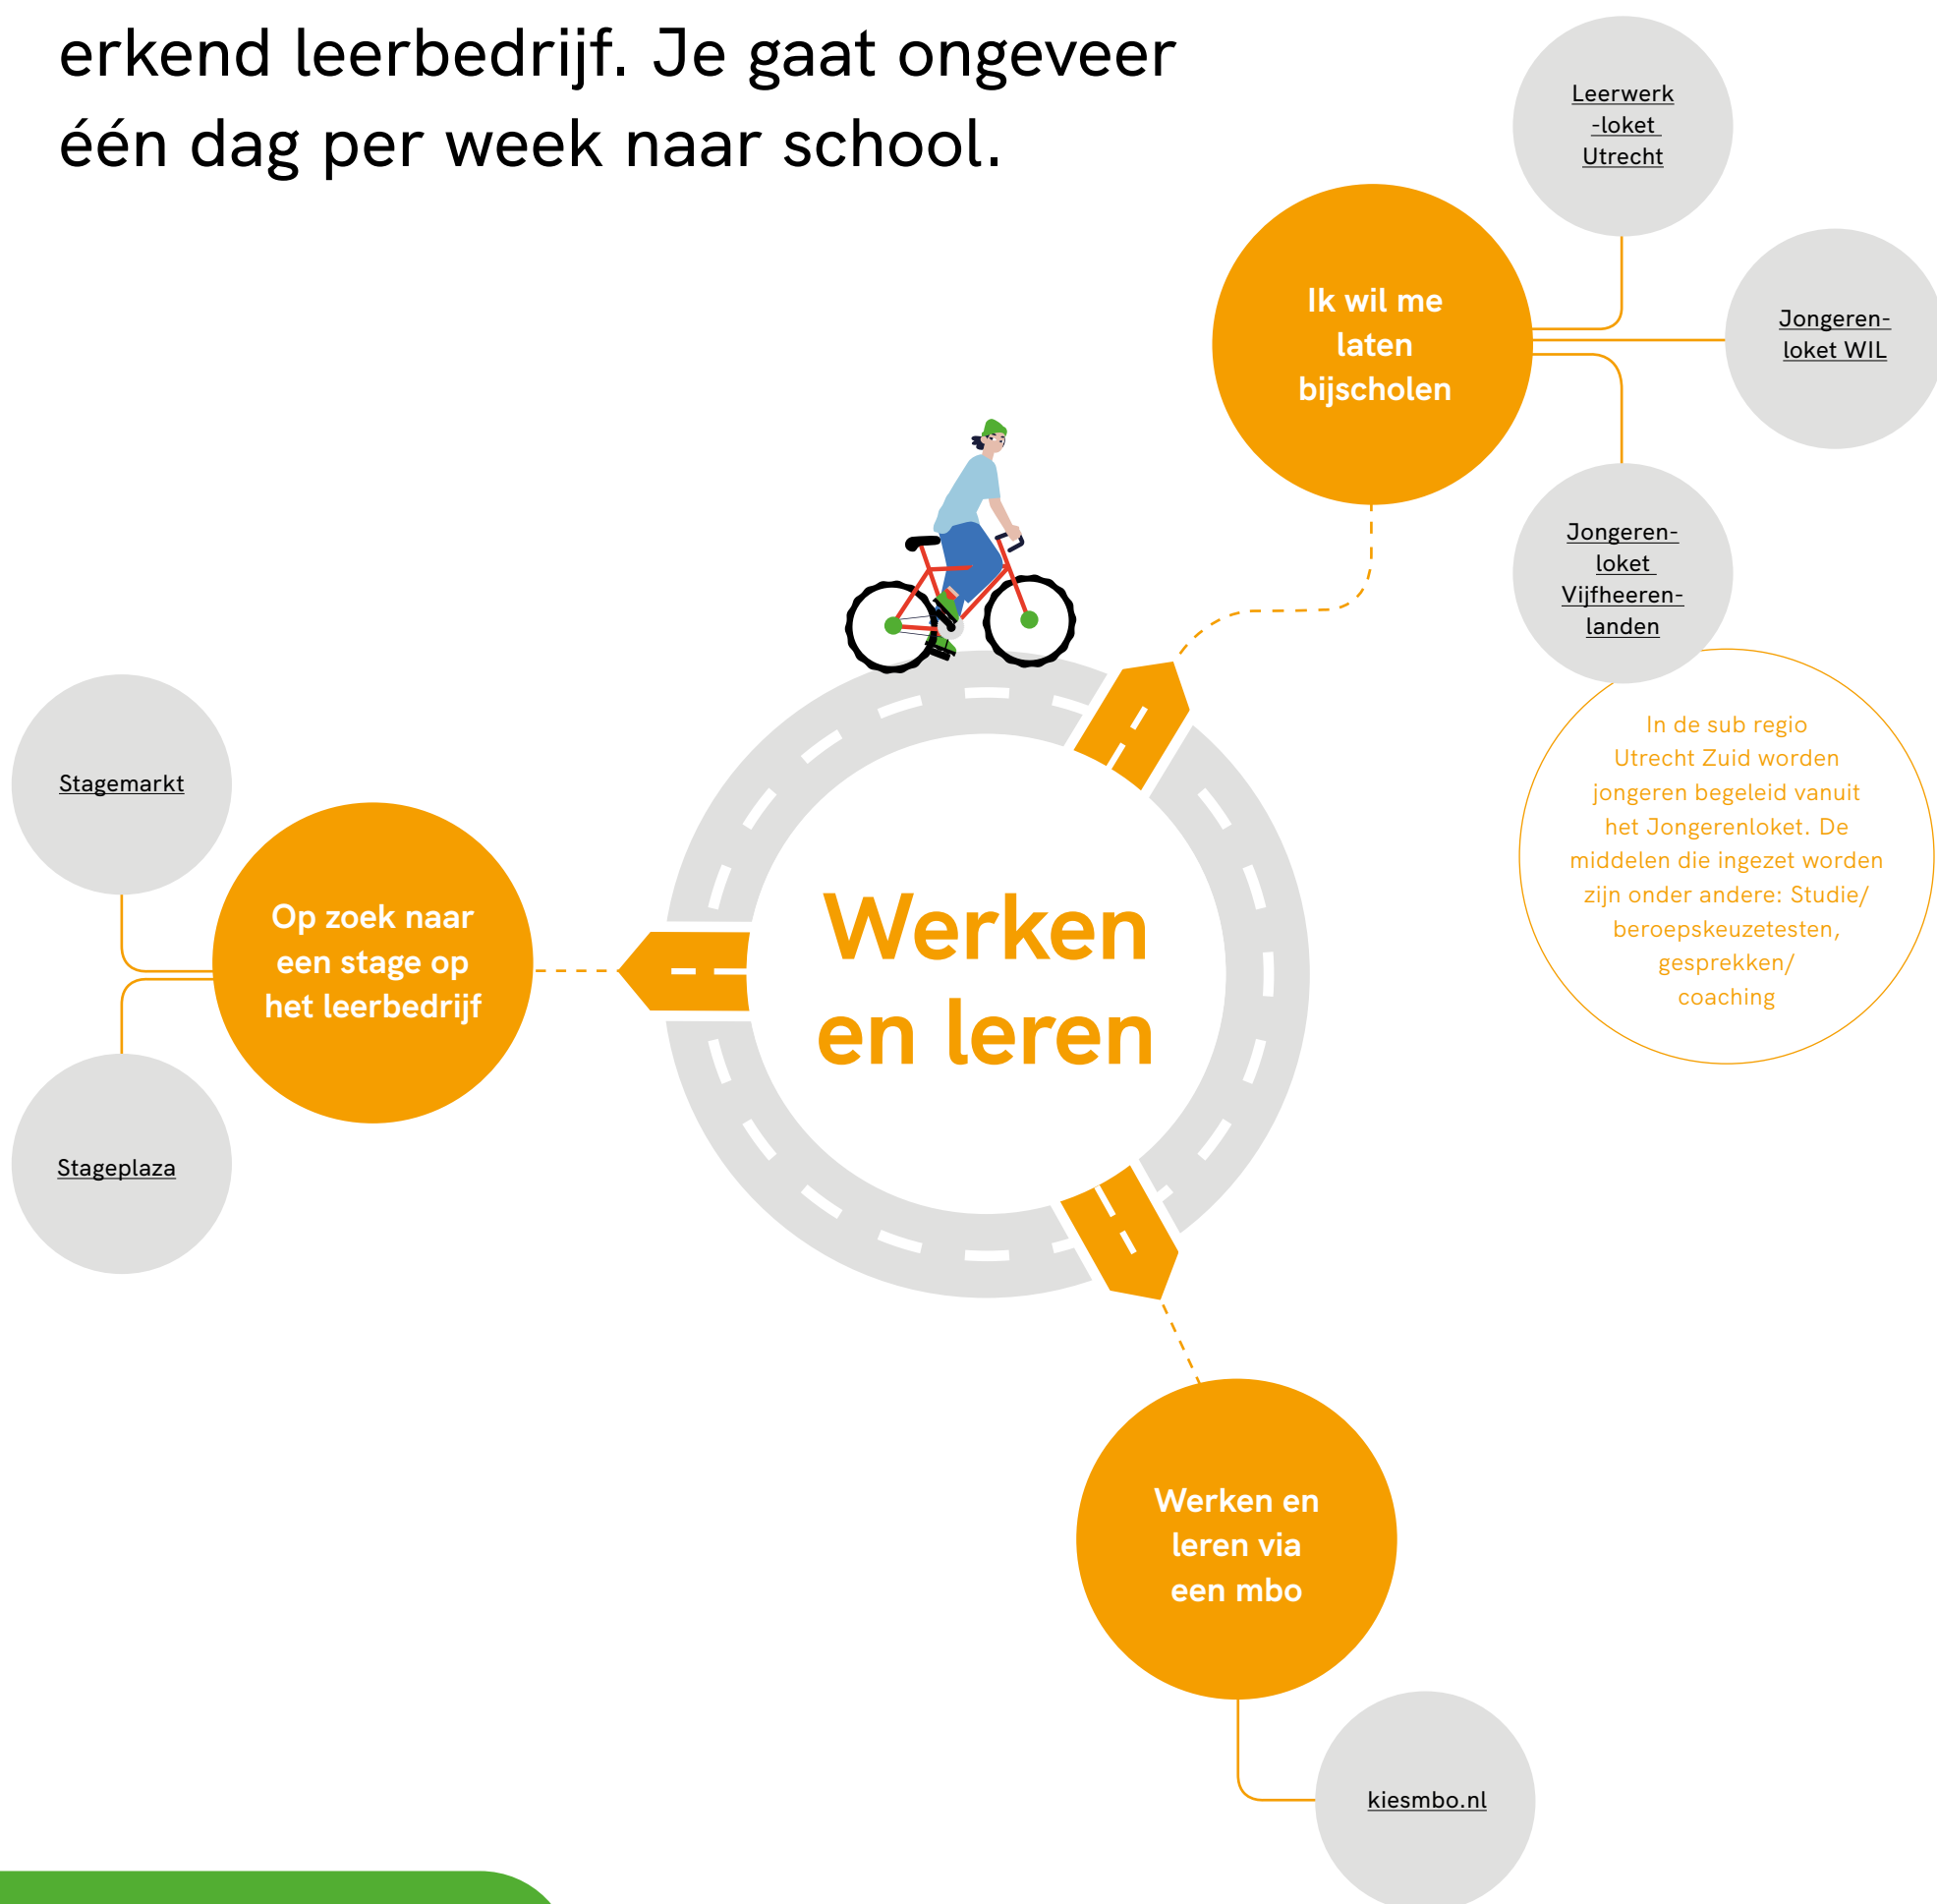 erkend leerbedrijf. Je gaat ongeveer
één dag per week naar school.
Leerwerk
-loket
Utrecht
Ik wil me
laten
bijscholen
Jongeren-
loket WIL
Jongeren-
loket
Vijfheeren-
landen
In de sub regio
Utrecht Zuid worden
jongeren begeleid vanuit
het Jongerenloket. De
middelen die ingezet worden
zijn onder andere: Studie/
beroepskeuzetesten,
gesprekken/
coaching
Stagemarkt
Op zoek naar
een stage op
het leerbedrijf
Stageplaza
Werken
en leren
Werken en
leren via
een mbo
kiesmbo.nl